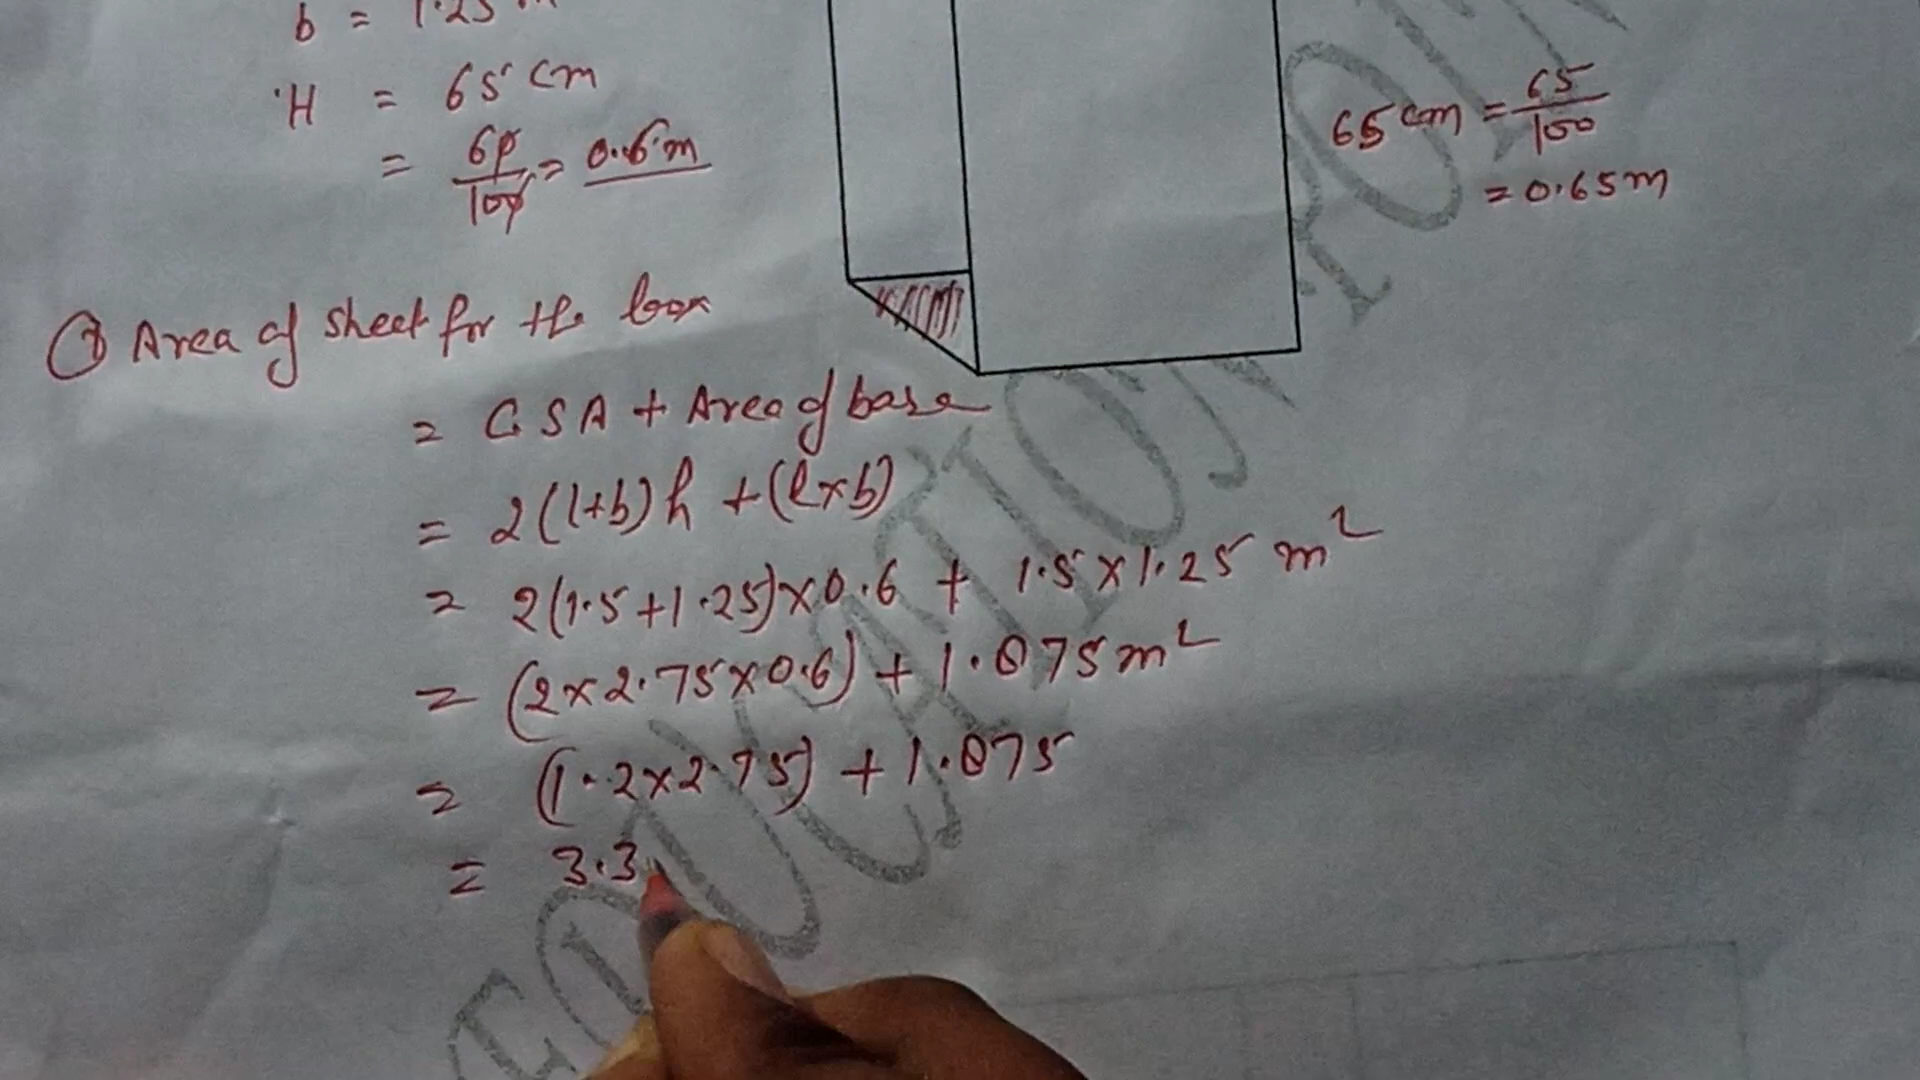 b = 1.25 m
H = 65 cm
= 60/100 = 0.6 m
65 cm = 65/100
= 0.65 m
① Area of sheet for the box
= CSA + Area of base
= 2(l+b)h + (l×b)
= 2(1.5+1.25)×0.6 + 1.5×1.25 m²
= (2×2.75×0.6) + 1.875 m²
= (1.2×2.75) + 1.875
= 3.3